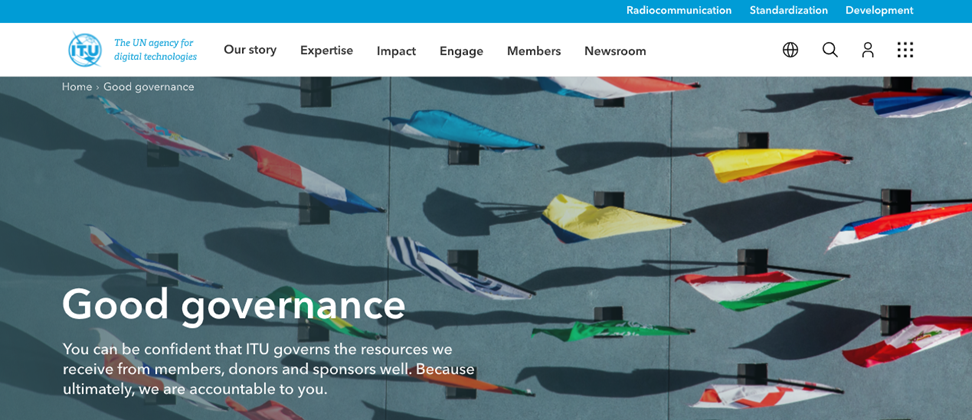 Radiocommunication Standardization Development
ITU
The UN agency for
digital technologies
Our story Expertise Impact Engage Members Newsroom
Home › Good governance
Good governance
You can be confident that ITU governs the resources we
receive from members, donors and sponsors well. Because
ultimately, we are accountable to you.